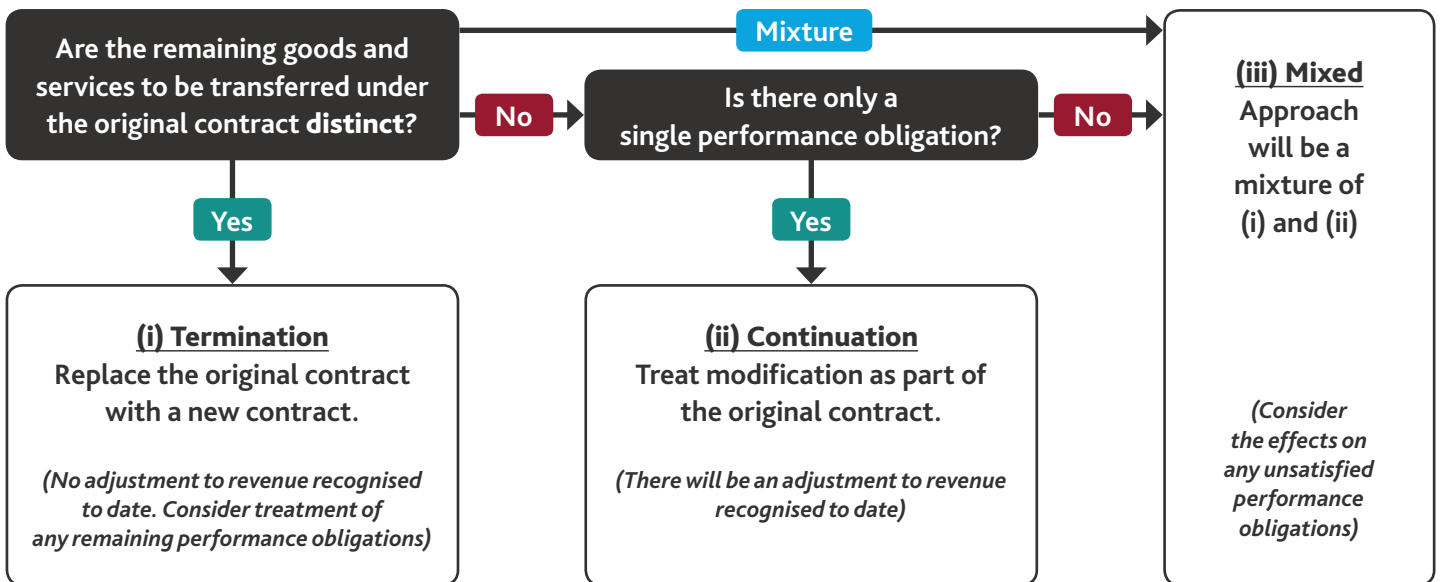 Are the remaining goods and
services to be transferred under
the original contract distinct?
Mixture
No
Is there only a
single performance obligation?
No
Yes
Yes
(i) Termination
Replace the original contract
with a new contract.
(No adjustment to revenue recognised
to date. Consider treatment of
any remaining performance obligations)
(ii) Continuation
Treat modification as part of
the original contract.
(There will be an adjustment to revenue
recognised to date)
(iii) Mixed
Approach
will be a
mixture of
(i) and (ii)
(Consider
the effects on
any unsatisfied
performance
obligations)